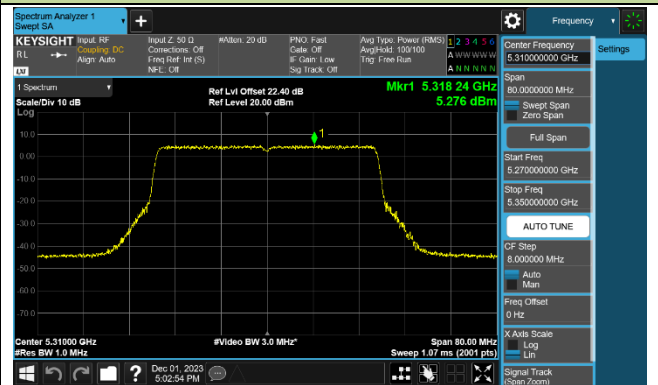 Spectrum Analyzer 1
Swept SA
Frequency
KEYSIGHT
RL
LXI
Input: RF
Coupling: DC
Align: Auto
Input Z: 50 Ω
Corrections: Off
Freq Ref: Int (S)
NFE: Off
#Atten: 20 dB
PNO: Fast
Gate: Off
IF Gain: Low
Sig Track: Off
Avg Type: Power (RMS)
Avg|Hold: 100/100
Trig: Free Run
1 2 3 4 5 6
A W W W W W
A N N N N N
1 Spectrum
Scale/Div 10 dB
Log
Ref Lvl Offset 22.40 dB
Ref Level 20.00 dBm
Mkr1 5.318 24 GHz
5.276 dBm
1
10.0
0.00
-10.0
-20.0
-30.0
-40.0
-50.0
-60.0
-70.0
Center 5.31000 GHz
#Res BW 1.0 MHz
#Video BW 3.0 MHz*
Span 80.00 MHz
Sweep 1.07 ms (2001 pts)
Dec 01, 2023
5:02:54 PM
Center Frequency
5.310000000 GHz
Settings
Span
80.0000000 MHz
Swept Span
Zero Span
Full Span
Start Freq
5.270000000 GHz
Stop Freq
5.350000000 GHz
AUTO TUNE
CF Step
8.000000 MHz
Auto
Man
Freq Offset
0 Hz
X Axis Scale
Log
Lin
Signal Track
(Span Zoom)